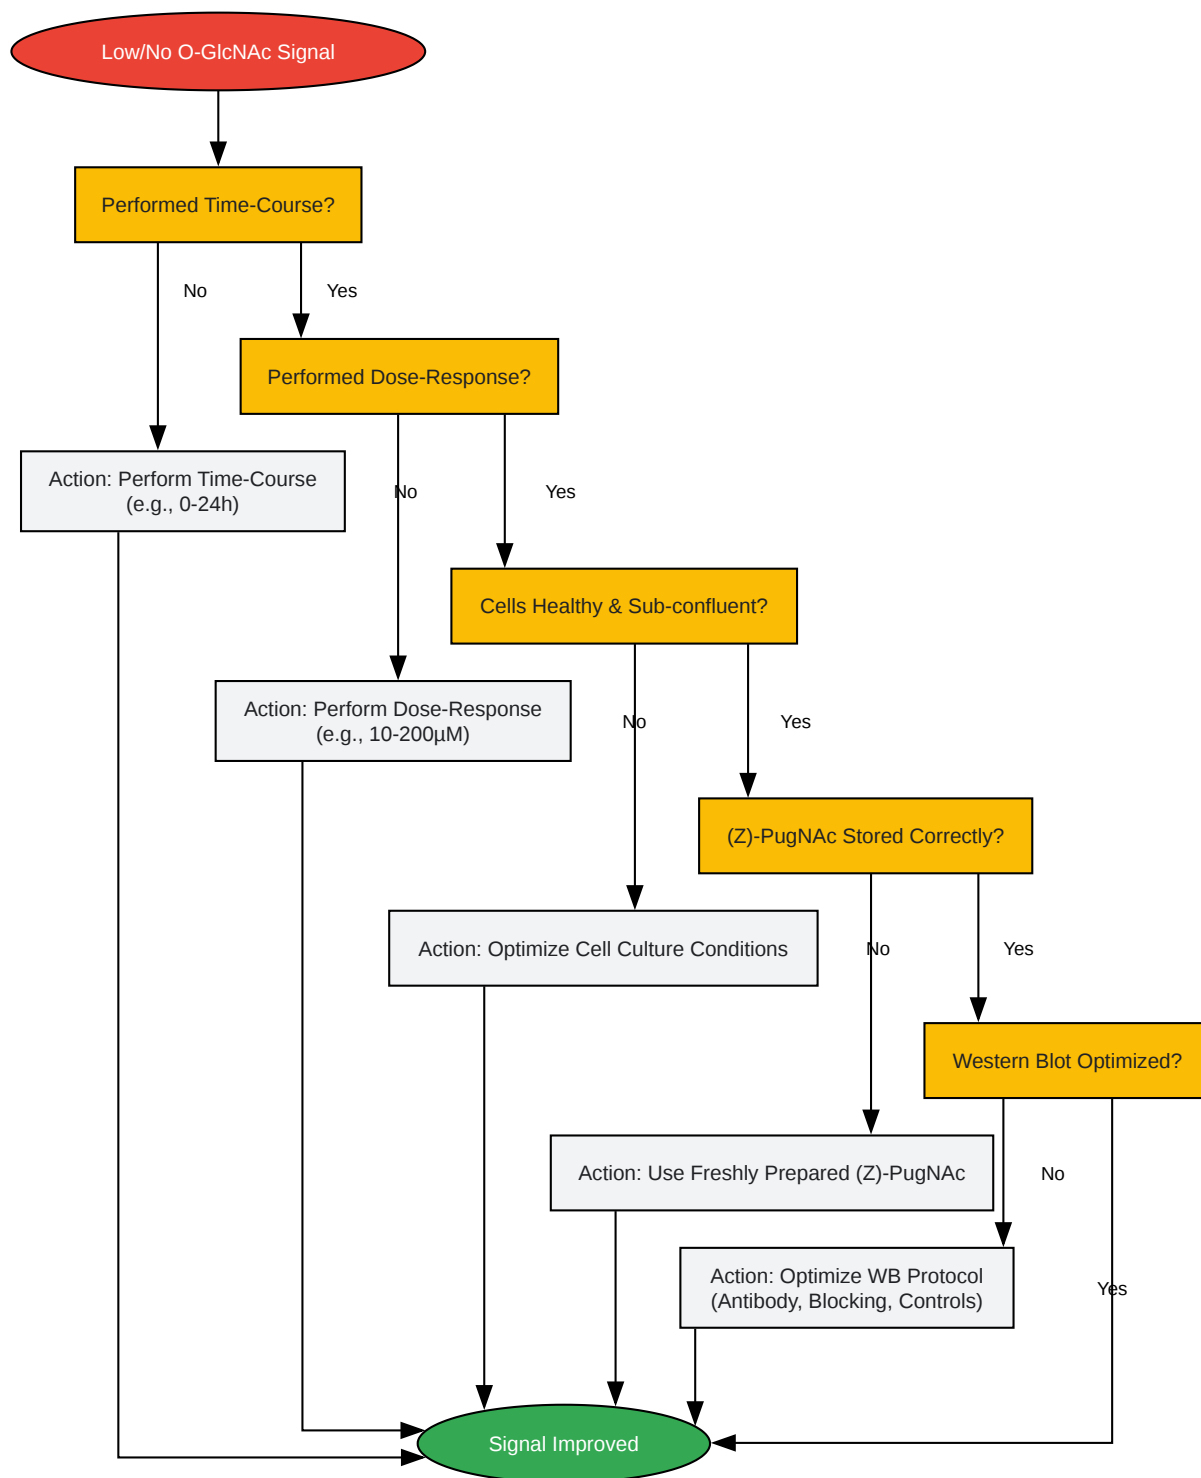 Low/No O-GlcNAc Signal
Performed Time-Course?
No
Yes
Performed Dose-Response?
Action: Perform Time-Course
(e.g., 0-24h)
No
Yes
Cells Healthy & Sub-confluent?
Action: Perform Dose-Response
(e.g., 10-200µM)
No
Yes
(Z)-PugNAc Stored Correctly?
Action: Optimize Cell Culture Conditions
No
Yes
Western Blot Optimized?
Action: Use Freshly Prepared (Z)-PugNAc
No
Action: Optimize WB Protocol
(Antibody, Blocking, Controls)
Yes
Signal Improved